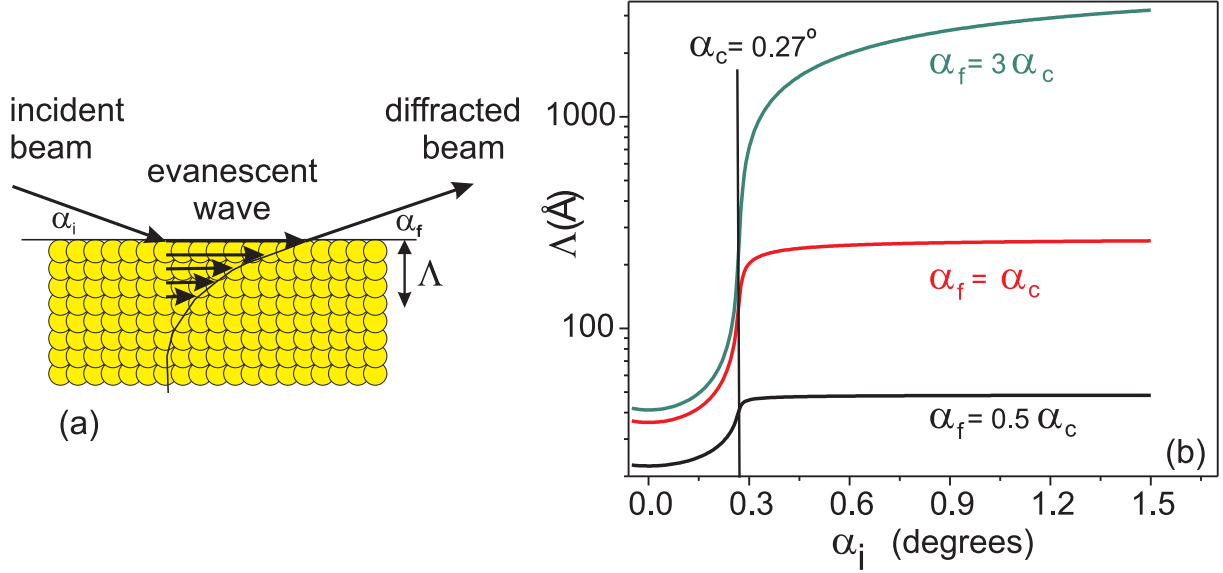 incident
beam
diffracted
beam
evanescent
wave
αi
αf
Λ
(a)
αc= 0.27°
αf= 3 αc
1000
Λ(Å)
αf= αc
100
αf= 0.5 αc
(b)
0.0 0.3 0.6 0.9 1.2 1.5
αi (degrees)